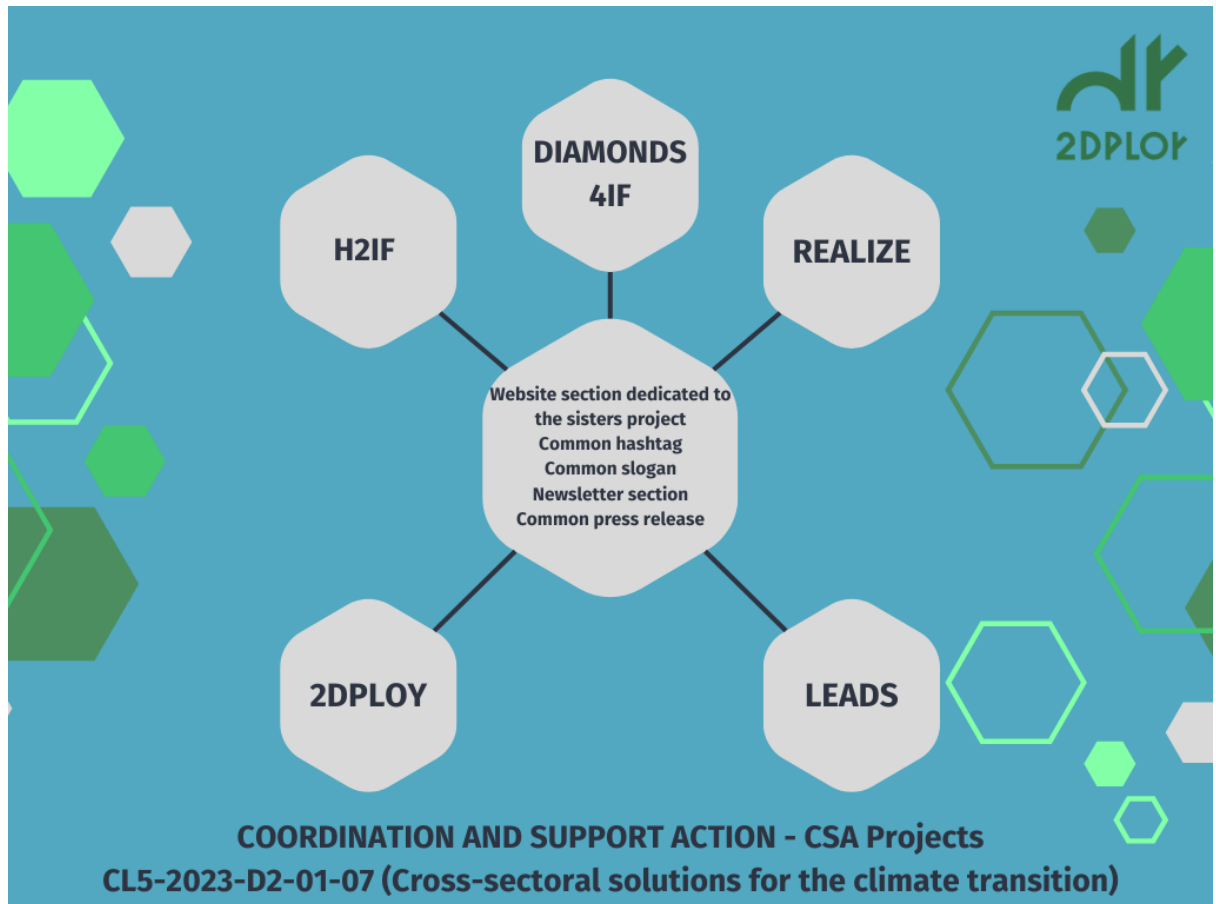 2DPLOY
DIAMONDS
4IF
H2IF
REALIZE
Website section dedicated to
the sisters project
Common hashtag
Common slogan
Newsletter section
Common press release
2DPLOY
LEADS
COORDINATION AND SUPPORT ACTION - CSA Projects
CL5-2023-D2-01-07 (Cross-sectoral solutions for the climate transition)